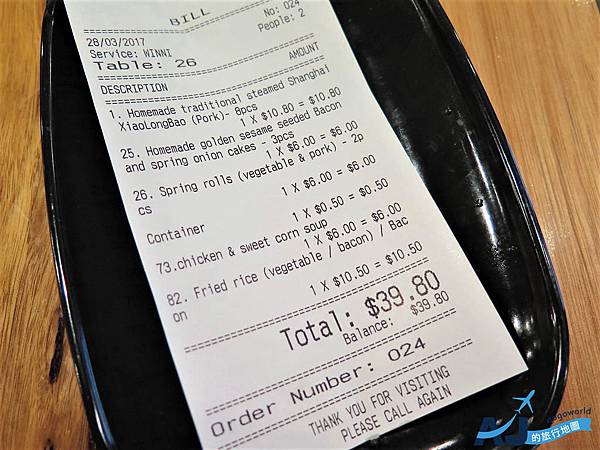 BILL
No: 024
28/03/2017
People: 2
Service: WINNI
Table: 26
DESCRIPTION AMOUNT
1. Homemade traditional steamed Shanghai
XiaoLongBao (Pork)- 8pcs
1 X $10.80 = $10.80
25. Homemade golden sesame seeded Bacon
and spring onion cakes - 3pcs
1 X $6.00 = $6.00
26. Spring rolls (vegetable & pork) - 2p
cs
1 X $6.00 = $6.00
Container
1 X $0.50 = $0.50
73.chicken & sweet corn soup
1 X $6.00 = $6.00
82. Fried rice (vegetable / bacon) / Bac
on
1 X $10.50 = $10.50
Total: $39.80
Balance: $39.80
Order Number: 024
THANK YOU FOR VISITING
PLEASE CALL AGAIN
AJ
的旅行地圖